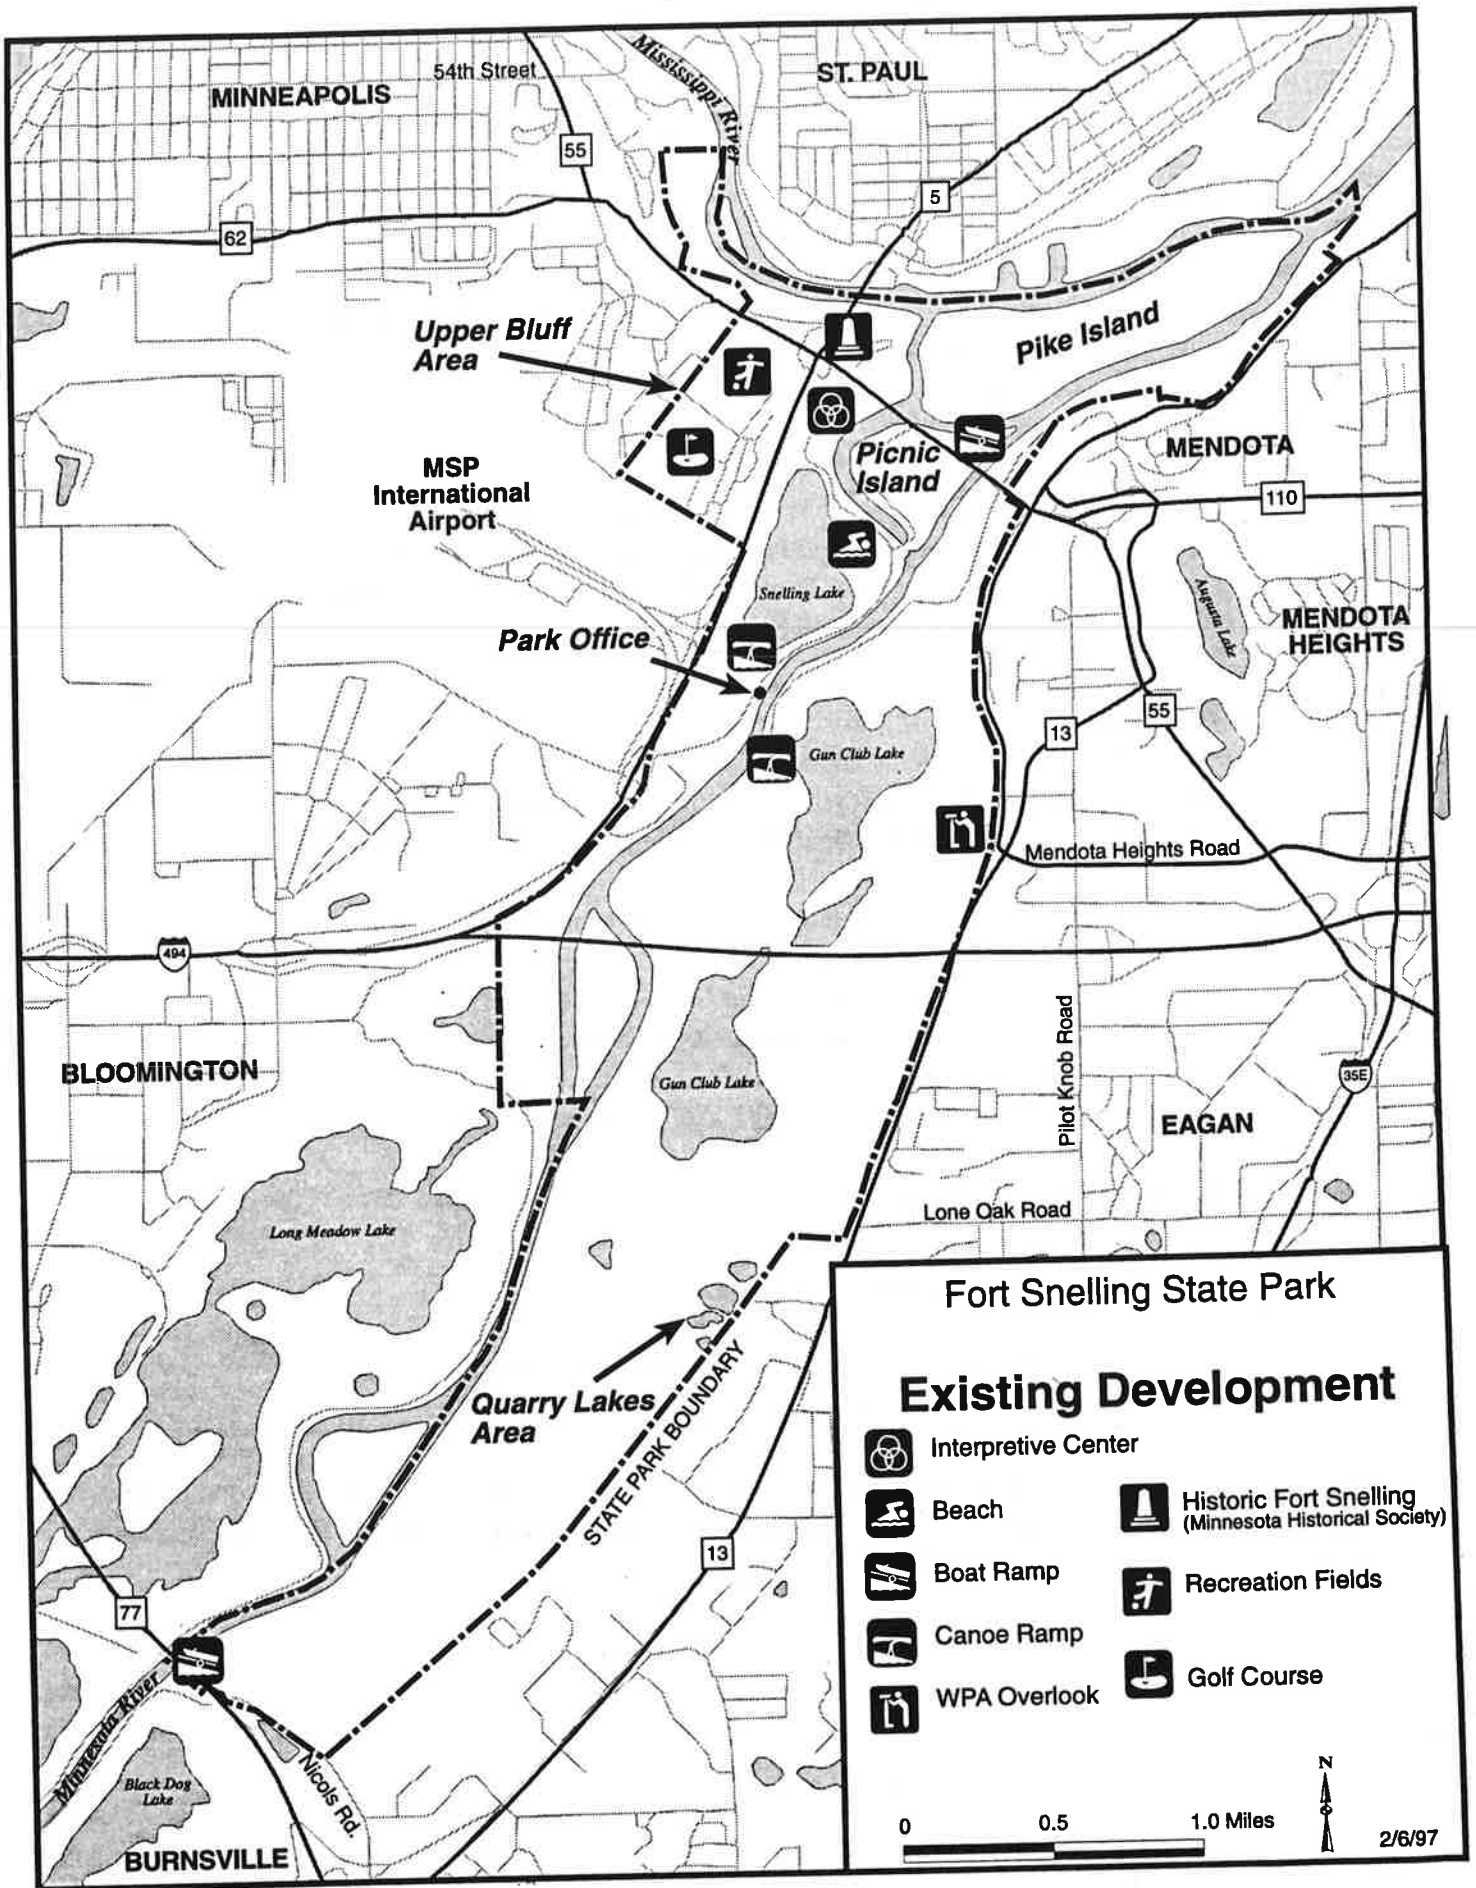 Mississippi River
54th Street
ST. PAUL
MINNEAPOLIS
55
5
62
Upper Bluff
Area
Pike Island
MENDOTA
Picnic
Island
MSP
International
Airport
110
Snelling Lake
Augusta Lake
MENDOTA
HEIGHTS
Park Office
55
13
Gun Club Lake
Mendota Heights Road
494
Pilot Knob Road
BLOOMINGTON
Gun Club Lake
35E
EAGAN
Lone Oak Road
Long Meadow Lake
Quarry Lakes
Area
STATE PARK BOUNDARY
13
77
Minnesota River
Nicols Rd.
Black Dog
Lake
BURNSVILLE
Fort Snelling State Park
Existing Development
Interpretive Center
Beach
Boat Ramp
Canoe Ramp
WPA Overlook
Historic Fort Snelling
(Minnesota Historical Society)
Recreation Fields
Golf Course
N
0 0.5 1.0 Miles
2/6/97